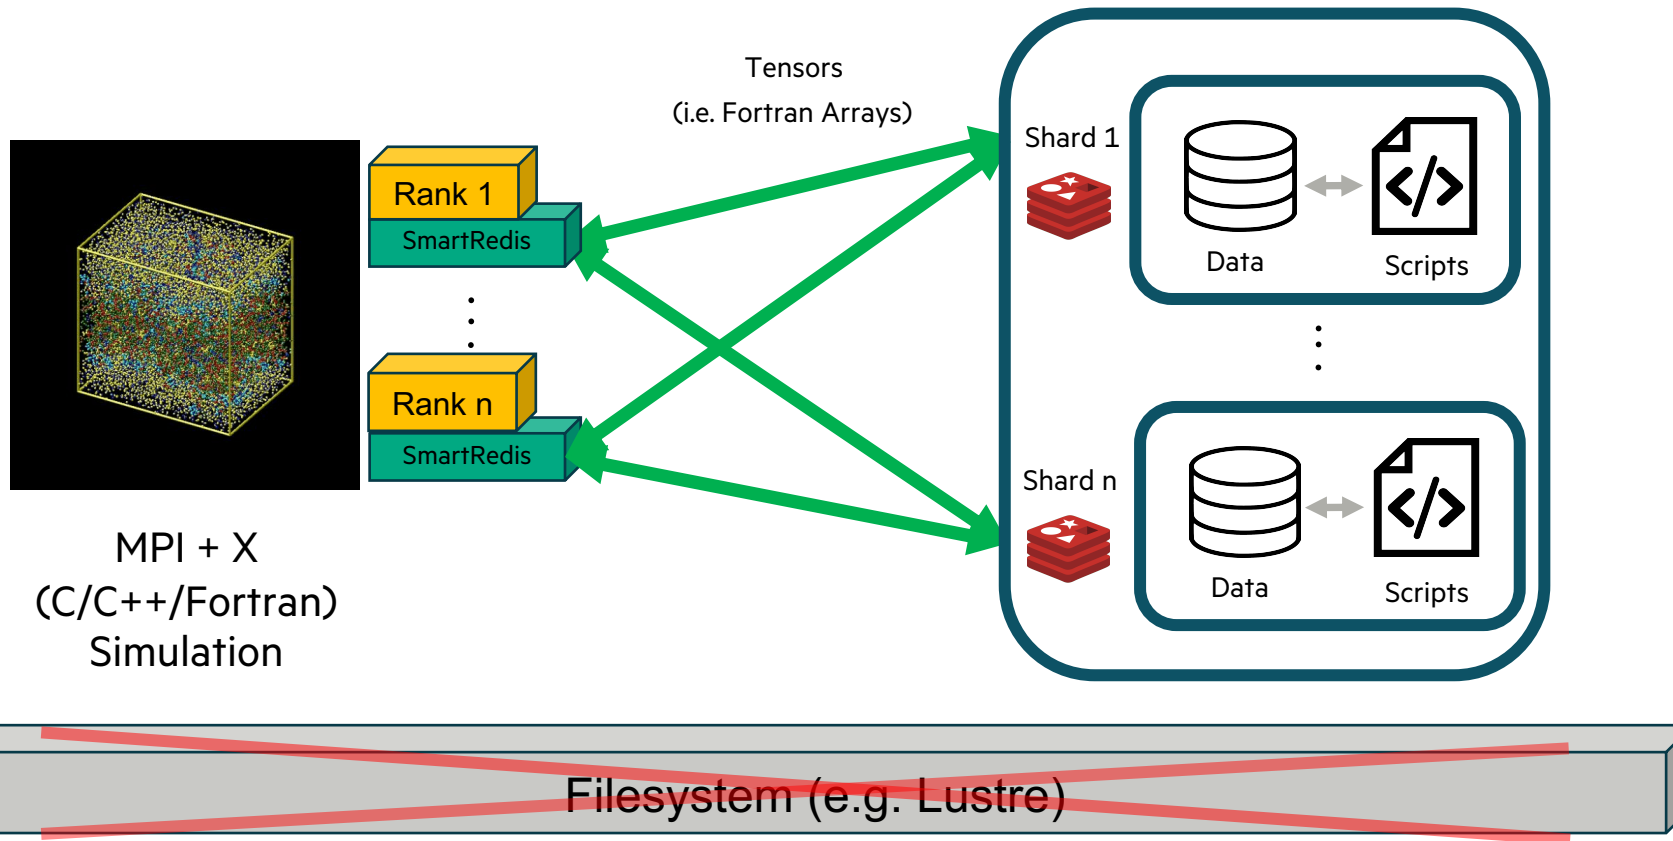 Tensors
(i.e. Fortran Arrays)
Rank 1
SmartRedis
Rank n
SmartRedis
MPI + X
(C/C++/Fortran)
Simulation
Shard 1
Data
Scripts
Shard n
Data
Scripts
Filesystem (e.g. Lustre)